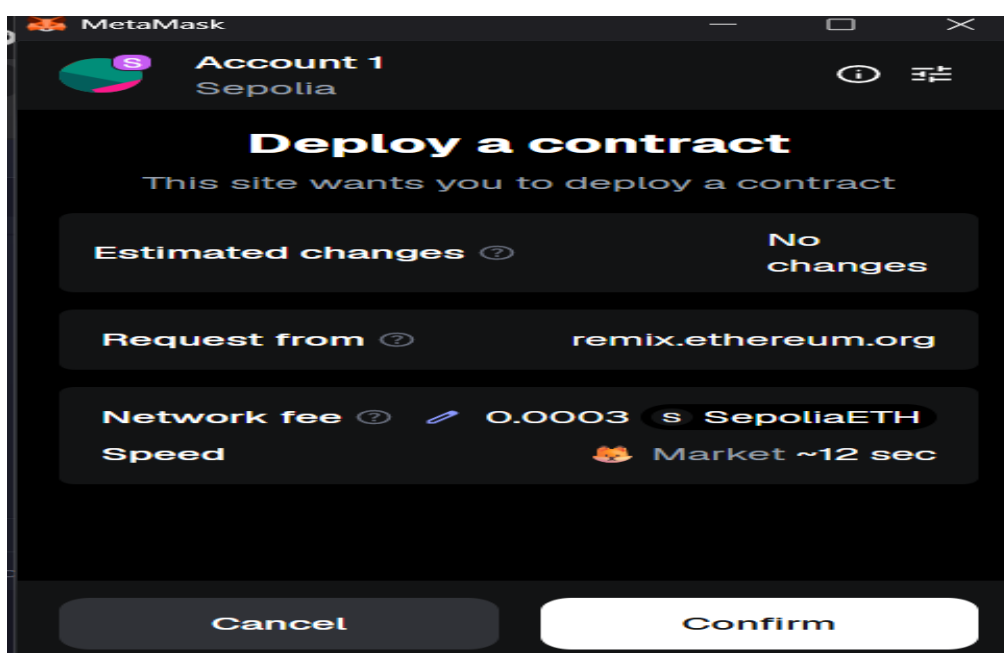 MetaMask
S
Account 1
Sepolia
Deploy a contract
This site wants you to deploy a contract
Estimated changes
No
changes
Request from
remix.ethereum.org
Network fee
0.0003 S SepoliaETH
Speed
Market ~12 sec
Cancel
Confirm